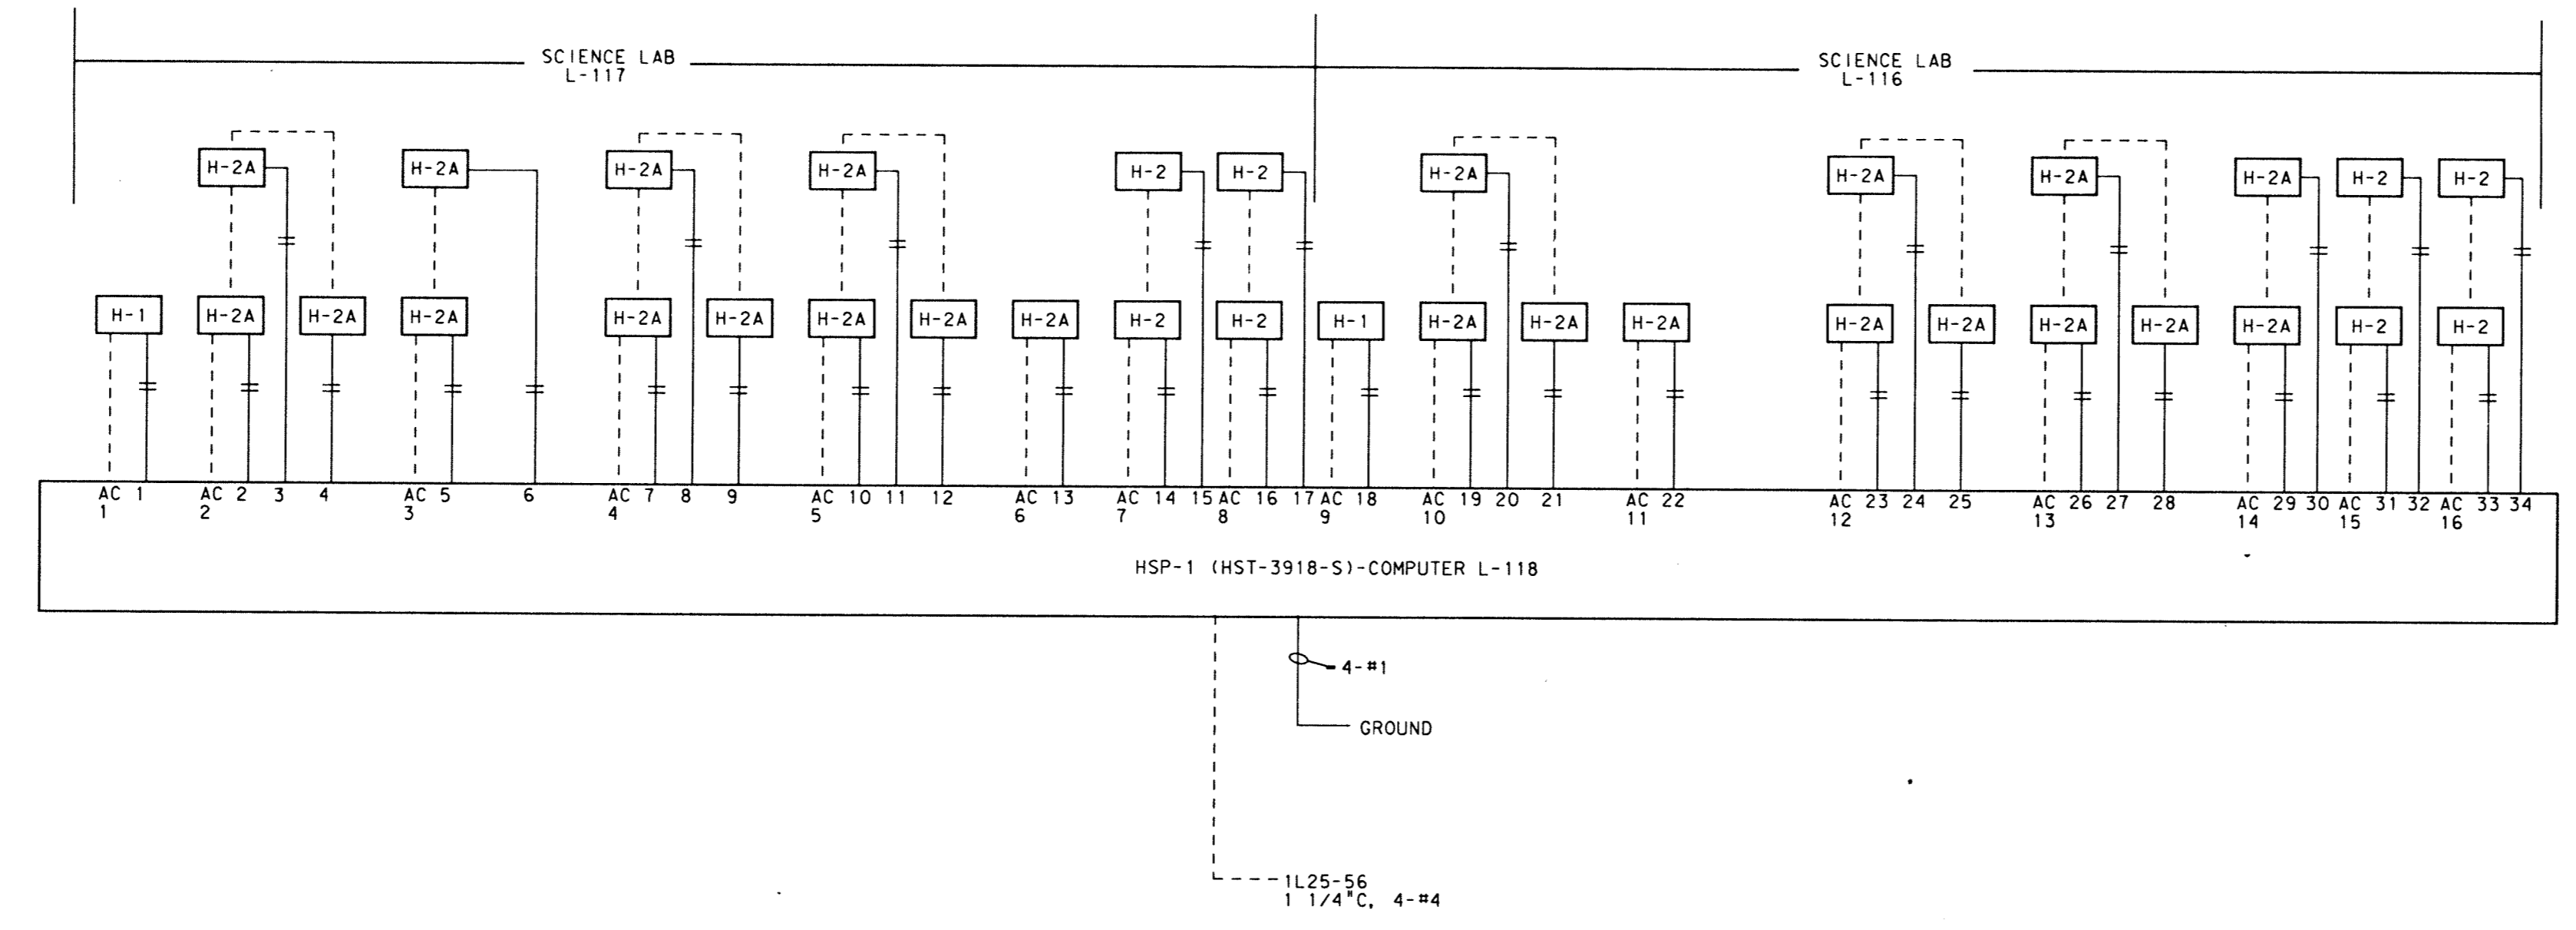 SCIENCE LAB
L-117
SCIENCE LAB
L-116
H-2A H-2A H-2A H-2A H-2 H-2 H-2A H-2A H-2A H-2A H-2 H-2
H-1 H-2A H-2A H-2A H-2A H-2A H-2A H-2A H-2A H-2 H-2 H-1 H-2A H-2A H-2A H-2A H-2A H-2A H-2A H-2A H-2 H-2
AC 1 AC 2 3 4 AC 5 6 AC 7 8 9 AC 10 11 12 AC 13 AC 14 15 AC 16 17 AC 18 AC 19 20 21 AC 22 AC 23 24 25 AC 26 27 28 AC 29 30 AC 31 32 AC 33 34
1 2 3 4 5 6 7 8 9 10 11 12 13 14 15 16
HSP-1 (HST-3918-S)-COMPUTER L-118
4-#1
GROUND
1L25-56
1 1/4"C, 4-#4